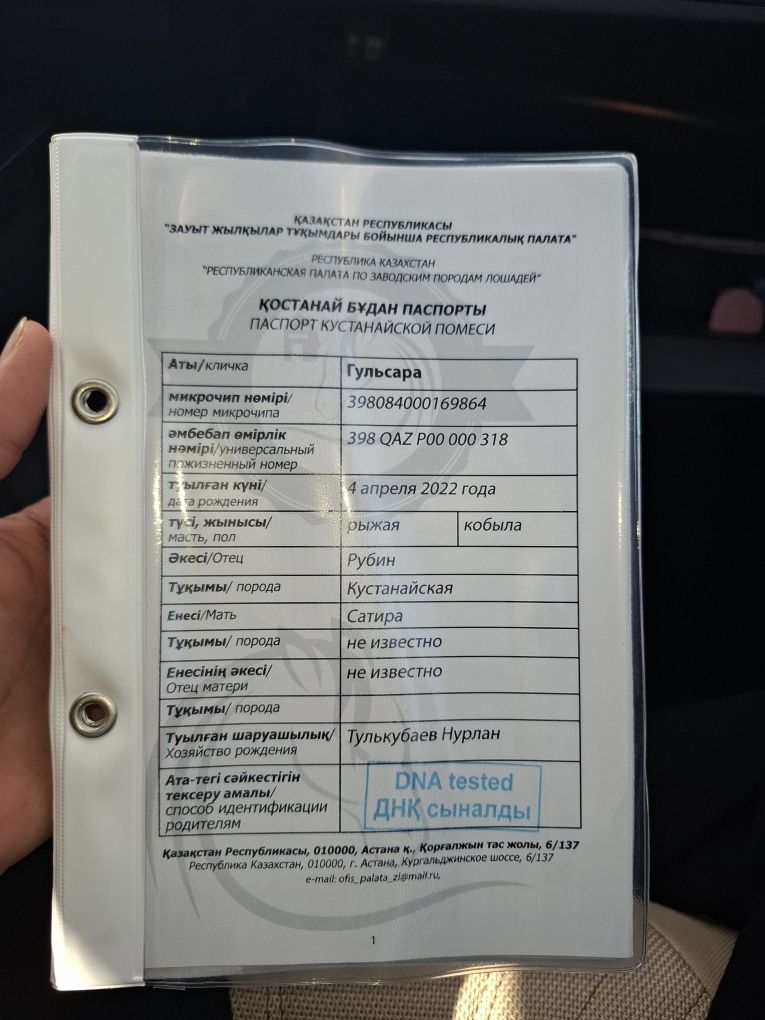 ҚАЗАҚСТАН РЕСПУБЛИКАСЫ
"ЗАУЫТ ЖЫЛҚЫЛАР ТҰҚЫМДАРЫ БОЙЫНША РЕСПУБЛИКАЛЫҚ ПАЛАТА"
РЕСПУБЛИКА КАЗАХСТАН
"РЕСПУБЛИКАНСКАЯ ПАЛАТА ПО ЗАВОДСКИМ ПОРОДАМ ЛОШАДЕЙ"
ҚОСТАНАЙ БҰДАН ПАСПОРТЫ
ПАСПОРТ КУСТАНАЙСКОЙ ПОМЕСИ
Аты/кличка Гульсара
микрочип нөмірі/ 398084000169864
номер микрочипа
әмбебап өмірлік 398 QAZ P00 000 318
нөмірі/универсальный
пожизненный номер
туылған күні/ 4 апреля 2022 года
дата рождения
түсі, жынысы/ рыжая кобыла
масть, пол
Әкесі/Отец Рубин
Тұқымы/ порода Кустанайская
Енесі/Мать Сатира
Тұқымы/ порода не известно
Енесінің әкесі/ не известно
Отец матери
Тұқымы/ порода
Туылған шаруашылық/ Тулькубаев Нурлан
Хозяйство рождения
Ата-тегі сәйкестігін DNA tested
тексеру амалы/ ДНҚ сыналды
способ идентификации
родителям
Қазақстан Республикасы, 010000, Астана қ., Қорғалжын тас жолы, 6/137
Республика Казахстан, 010000, г. Астана, Кургальджинское шоссе, 6/137
e-mail: ofis_palata_zl@mail.ru,
1